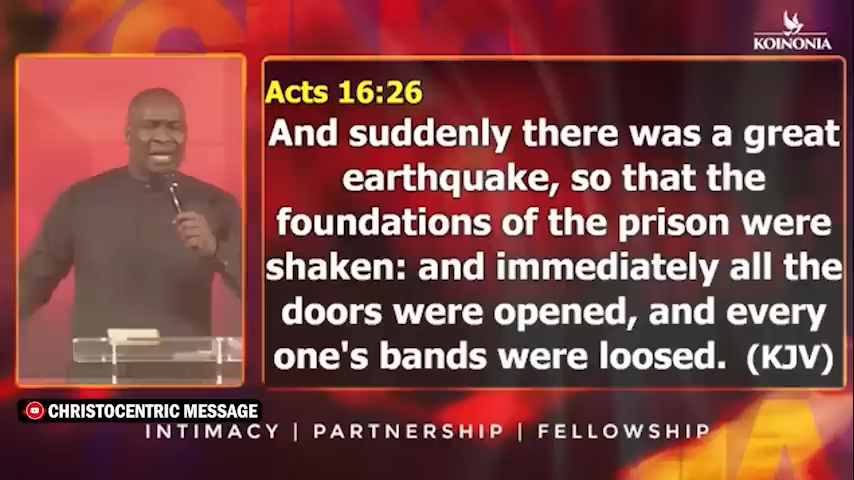 KOINONIA
Acts 16:26
And suddenly there was a great
earthquake, so that the
foundations of the prison were
shaken: and immediately all the
doors were opened, and every
one's bands were loosed. (KJV)
CHRISTOCENTRIC MESSAGE
INTIMACY | PARTNERSHIP | FELLOWSHIP